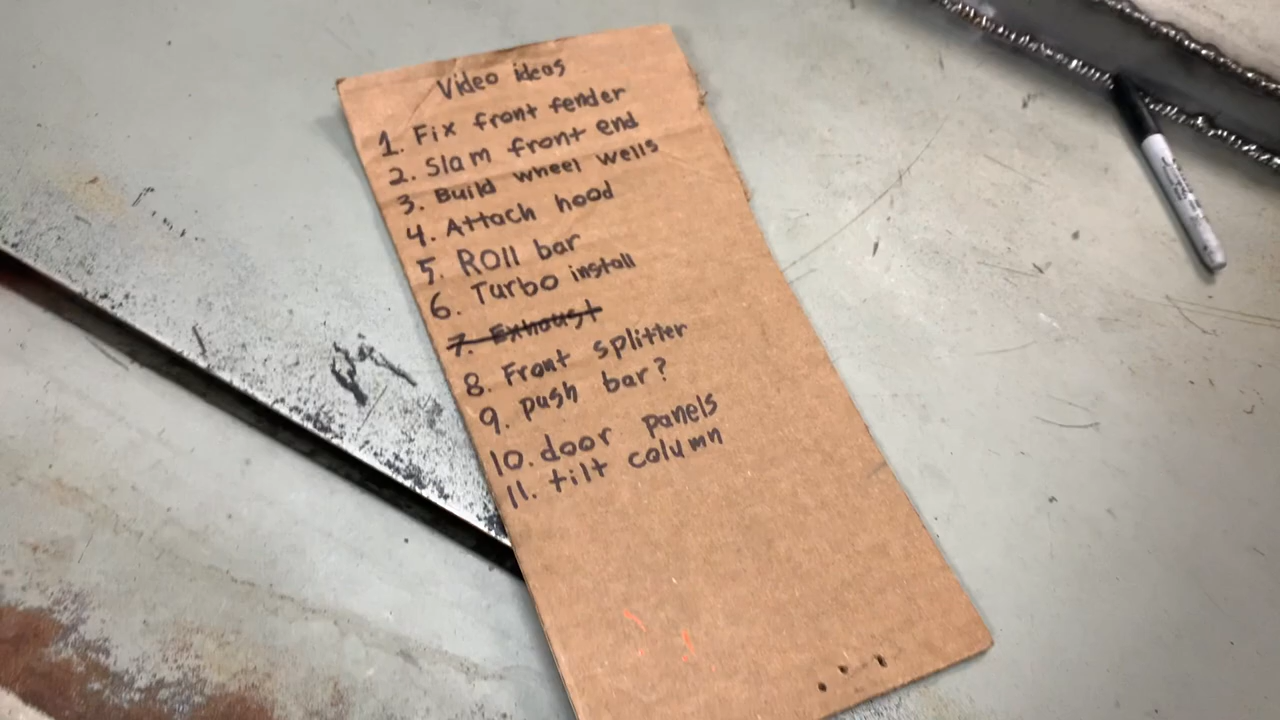 Video ideas
1. Fix front fender
2. Slam front end
3. Build wheel wells
4. Attach hood
5. Roll bar
6. Turbo install
7. Exhaust
8. Front splitter
9. push bar?
10. door panels
11. tilt column